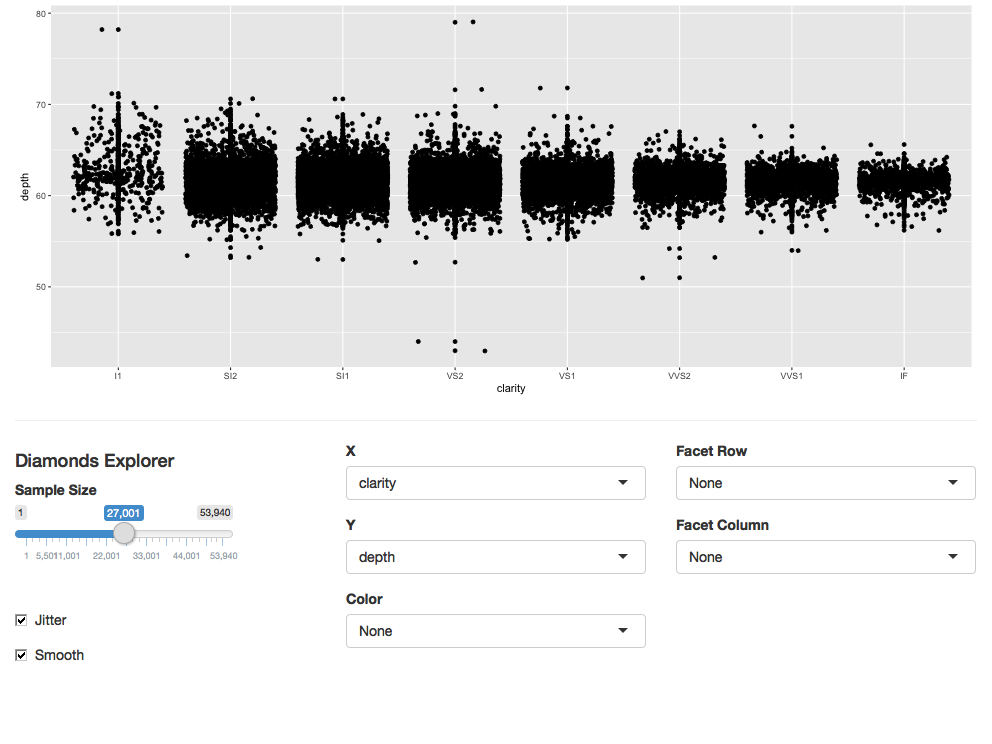 80
70
60
50
depth
I1 SI2 SI1 VS2 VS1 VVS2 VVS1 IF
clarity
Diamonds Explorer
Sample Size
1 27,001 53,940
1 5,501 11,001 22,001 33,001 44,001 53,940
Jitter
Smooth
X
clarity
Y
depth
Color
None
Facet Row
None
Facet Column
None